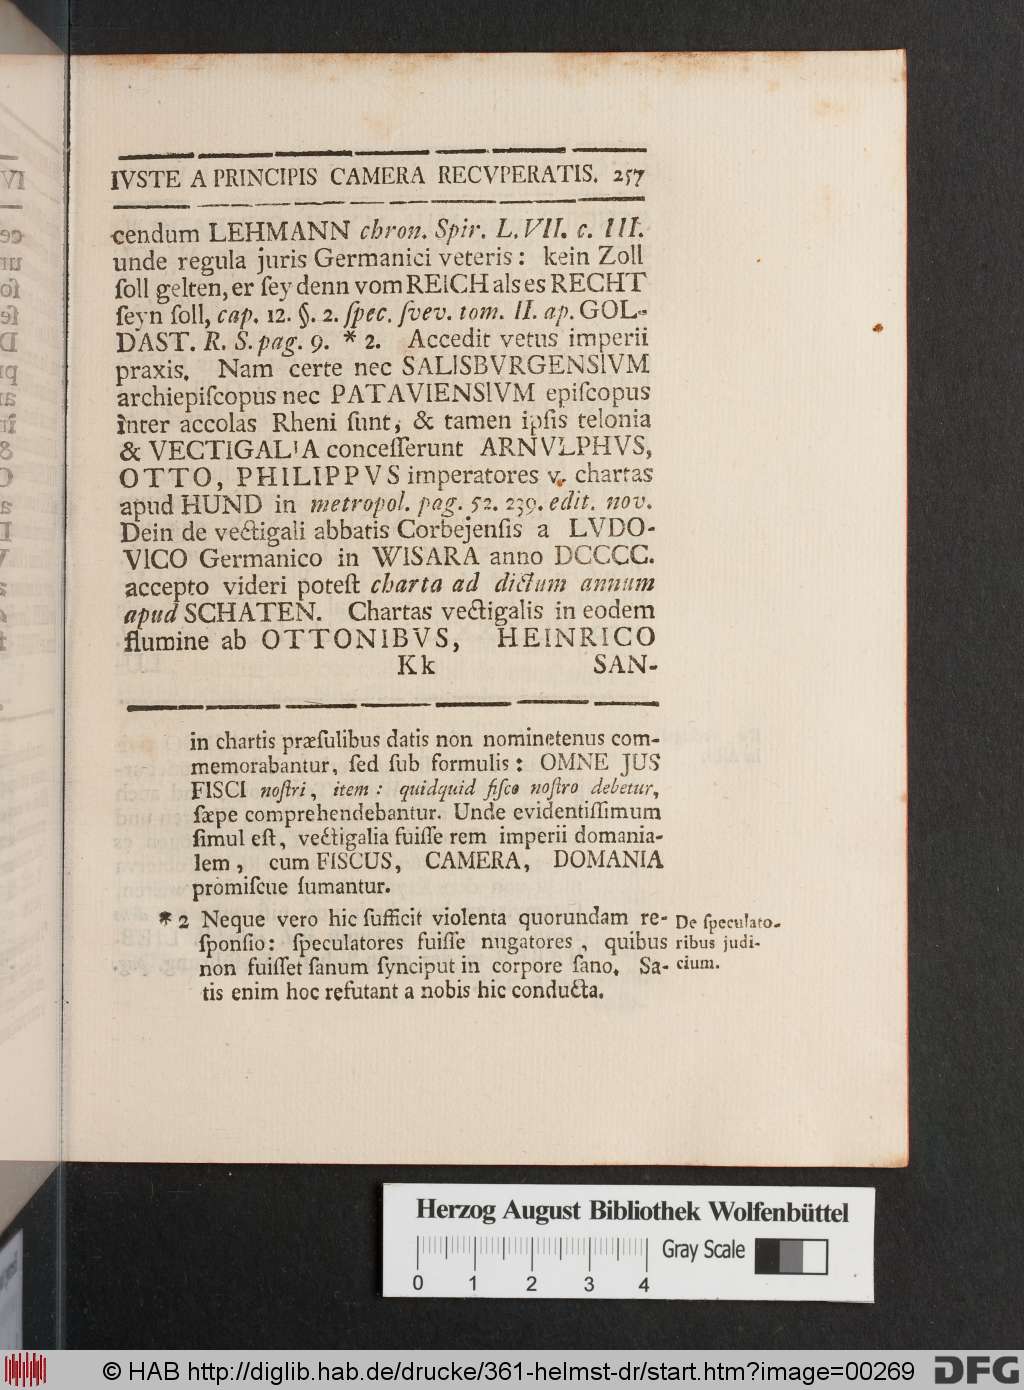 IVSTE A PRINCIPIS CAMERA RECVPERATIS. 257
cendum LEHMANN chron. Spir. L. VII. c. III.
unde regula juris Germanici veteris: kein Zoll
ſoll gelten, er ſey denn vom REICH als es RECHT
ſeyn ſoll, cap. 12. §. 2. ſpec. ſvev. tom. II. ap. GOL-
DAST. R. S. pag. 9. * 2. Accedit vetus imperii
praxis. Nam certe nec SALISBVRGENSIVM
archiepiſcopus nec PATAVIENSIVM epiſcopus
inter accolas Rheni ſunt, & tamen ipſis telonia
& VECTIGALIA conceſſerunt ARNVLPHVS,
OTTO, PHILIPPVS imperatores v. chartas
apud HUND in metropol. pag. 52. 239. edit. nov.
Dein de vectigali abbatis Corbejenſis a LVDO-
VICO Germanico in WISARA anno DCCCC.
accepto videri poteſt charta ad dictum annum
apud SCHATEN. Chartas vectigalis in eodem
flumine ab OTTONIBVS, HEINRICO
Kk SAN-
in chartis præſulibus datis non nominetenus com-
memorabantur, ſed ſub formulis: OMNE JUS
FISCI noſtri, item: quidquid fiſco noſtro debetur,
ſæpe comprehendebantur. Unde evidentiſſimum
ſimul eſt, vectigalia fuiſſe rem imperii domania-
lem, cum FISCUS, CAMERA, DOMANIA
promiſcue ſumantur.
* 2 Neque vero hic ſufficit violenta quorundam re-
ſponſio: ſpeculatores fuiſſe nugatores, quibus
non fuiſſet ſanum ſynciput in corpore ſano. Sa-
tis enim hoc refutant a nobis hic conducta.
De ſpeculato-
ribus judi-
cium.
Herzog August Bibliothek Wolfenbüttel
Gray Scale
0 1 2 3 4
© HAB http://diglib.hab.de/drucke/361-helmst-dr/start.htm?image=00269
DFG